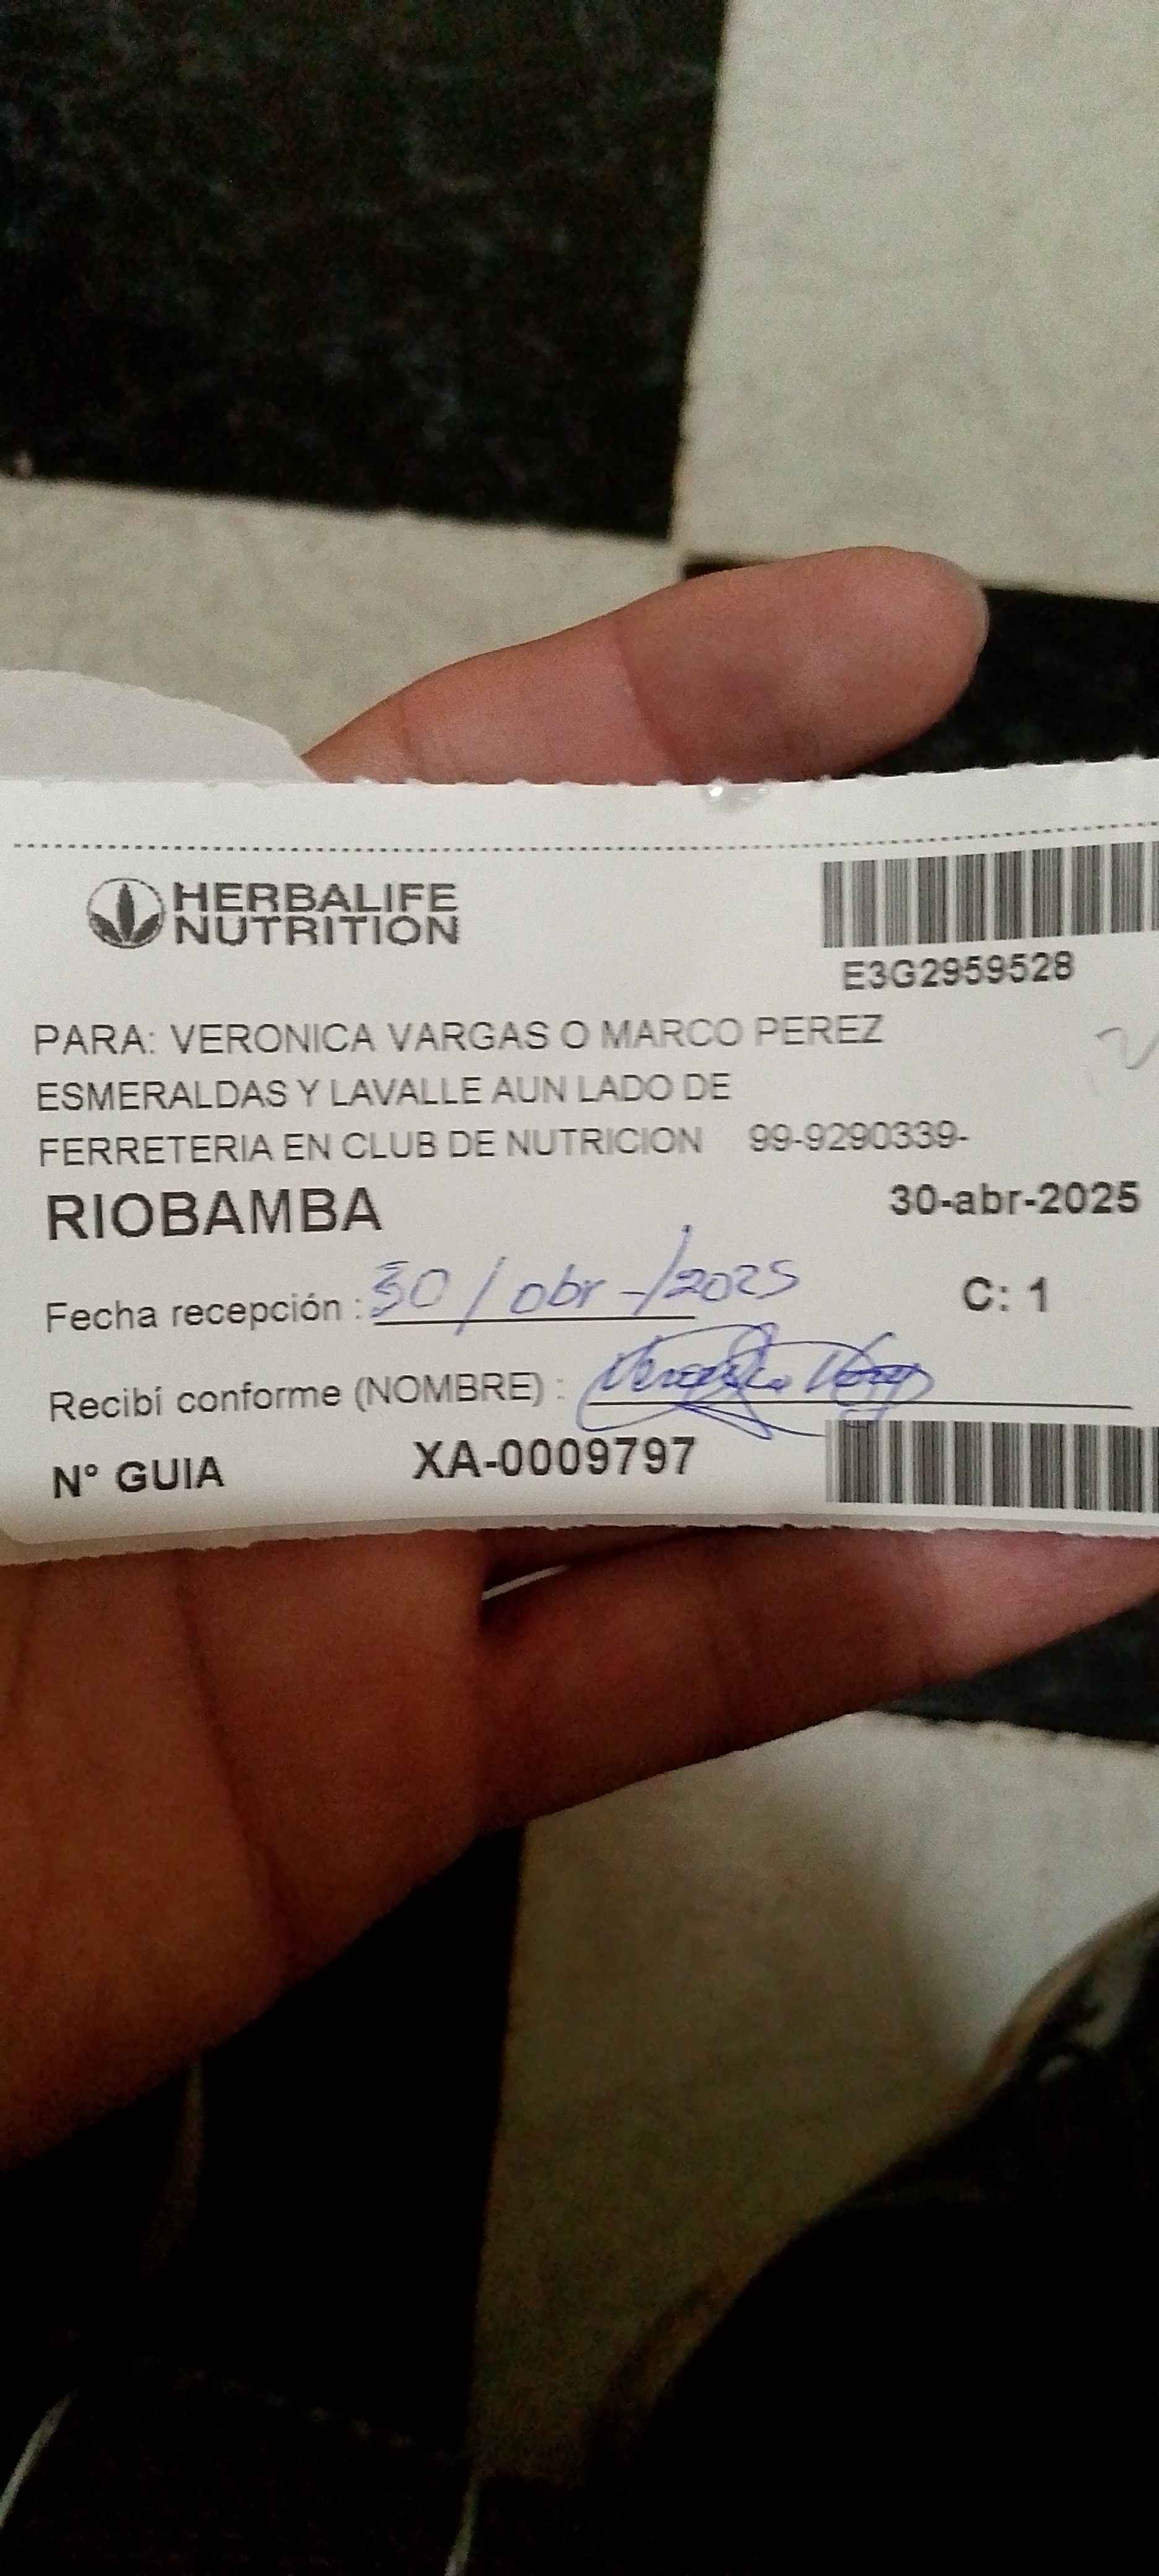 HERBALIFE
NUTRITION
E3G2959528
PARA: VERONICA VARGAS O MARCO PEREZ
ESMERALDAS Y LAVALLE AUN LADO DE
FERRETERIA EN CLUB DE NUTRICION 99-9290339-
RIOBAMBA 30-abr-2025
Fecha recepción : 30/abr-/2025 C: 1
Recibí conforme (NOMBRE) :
N° GUIA XA-0009797